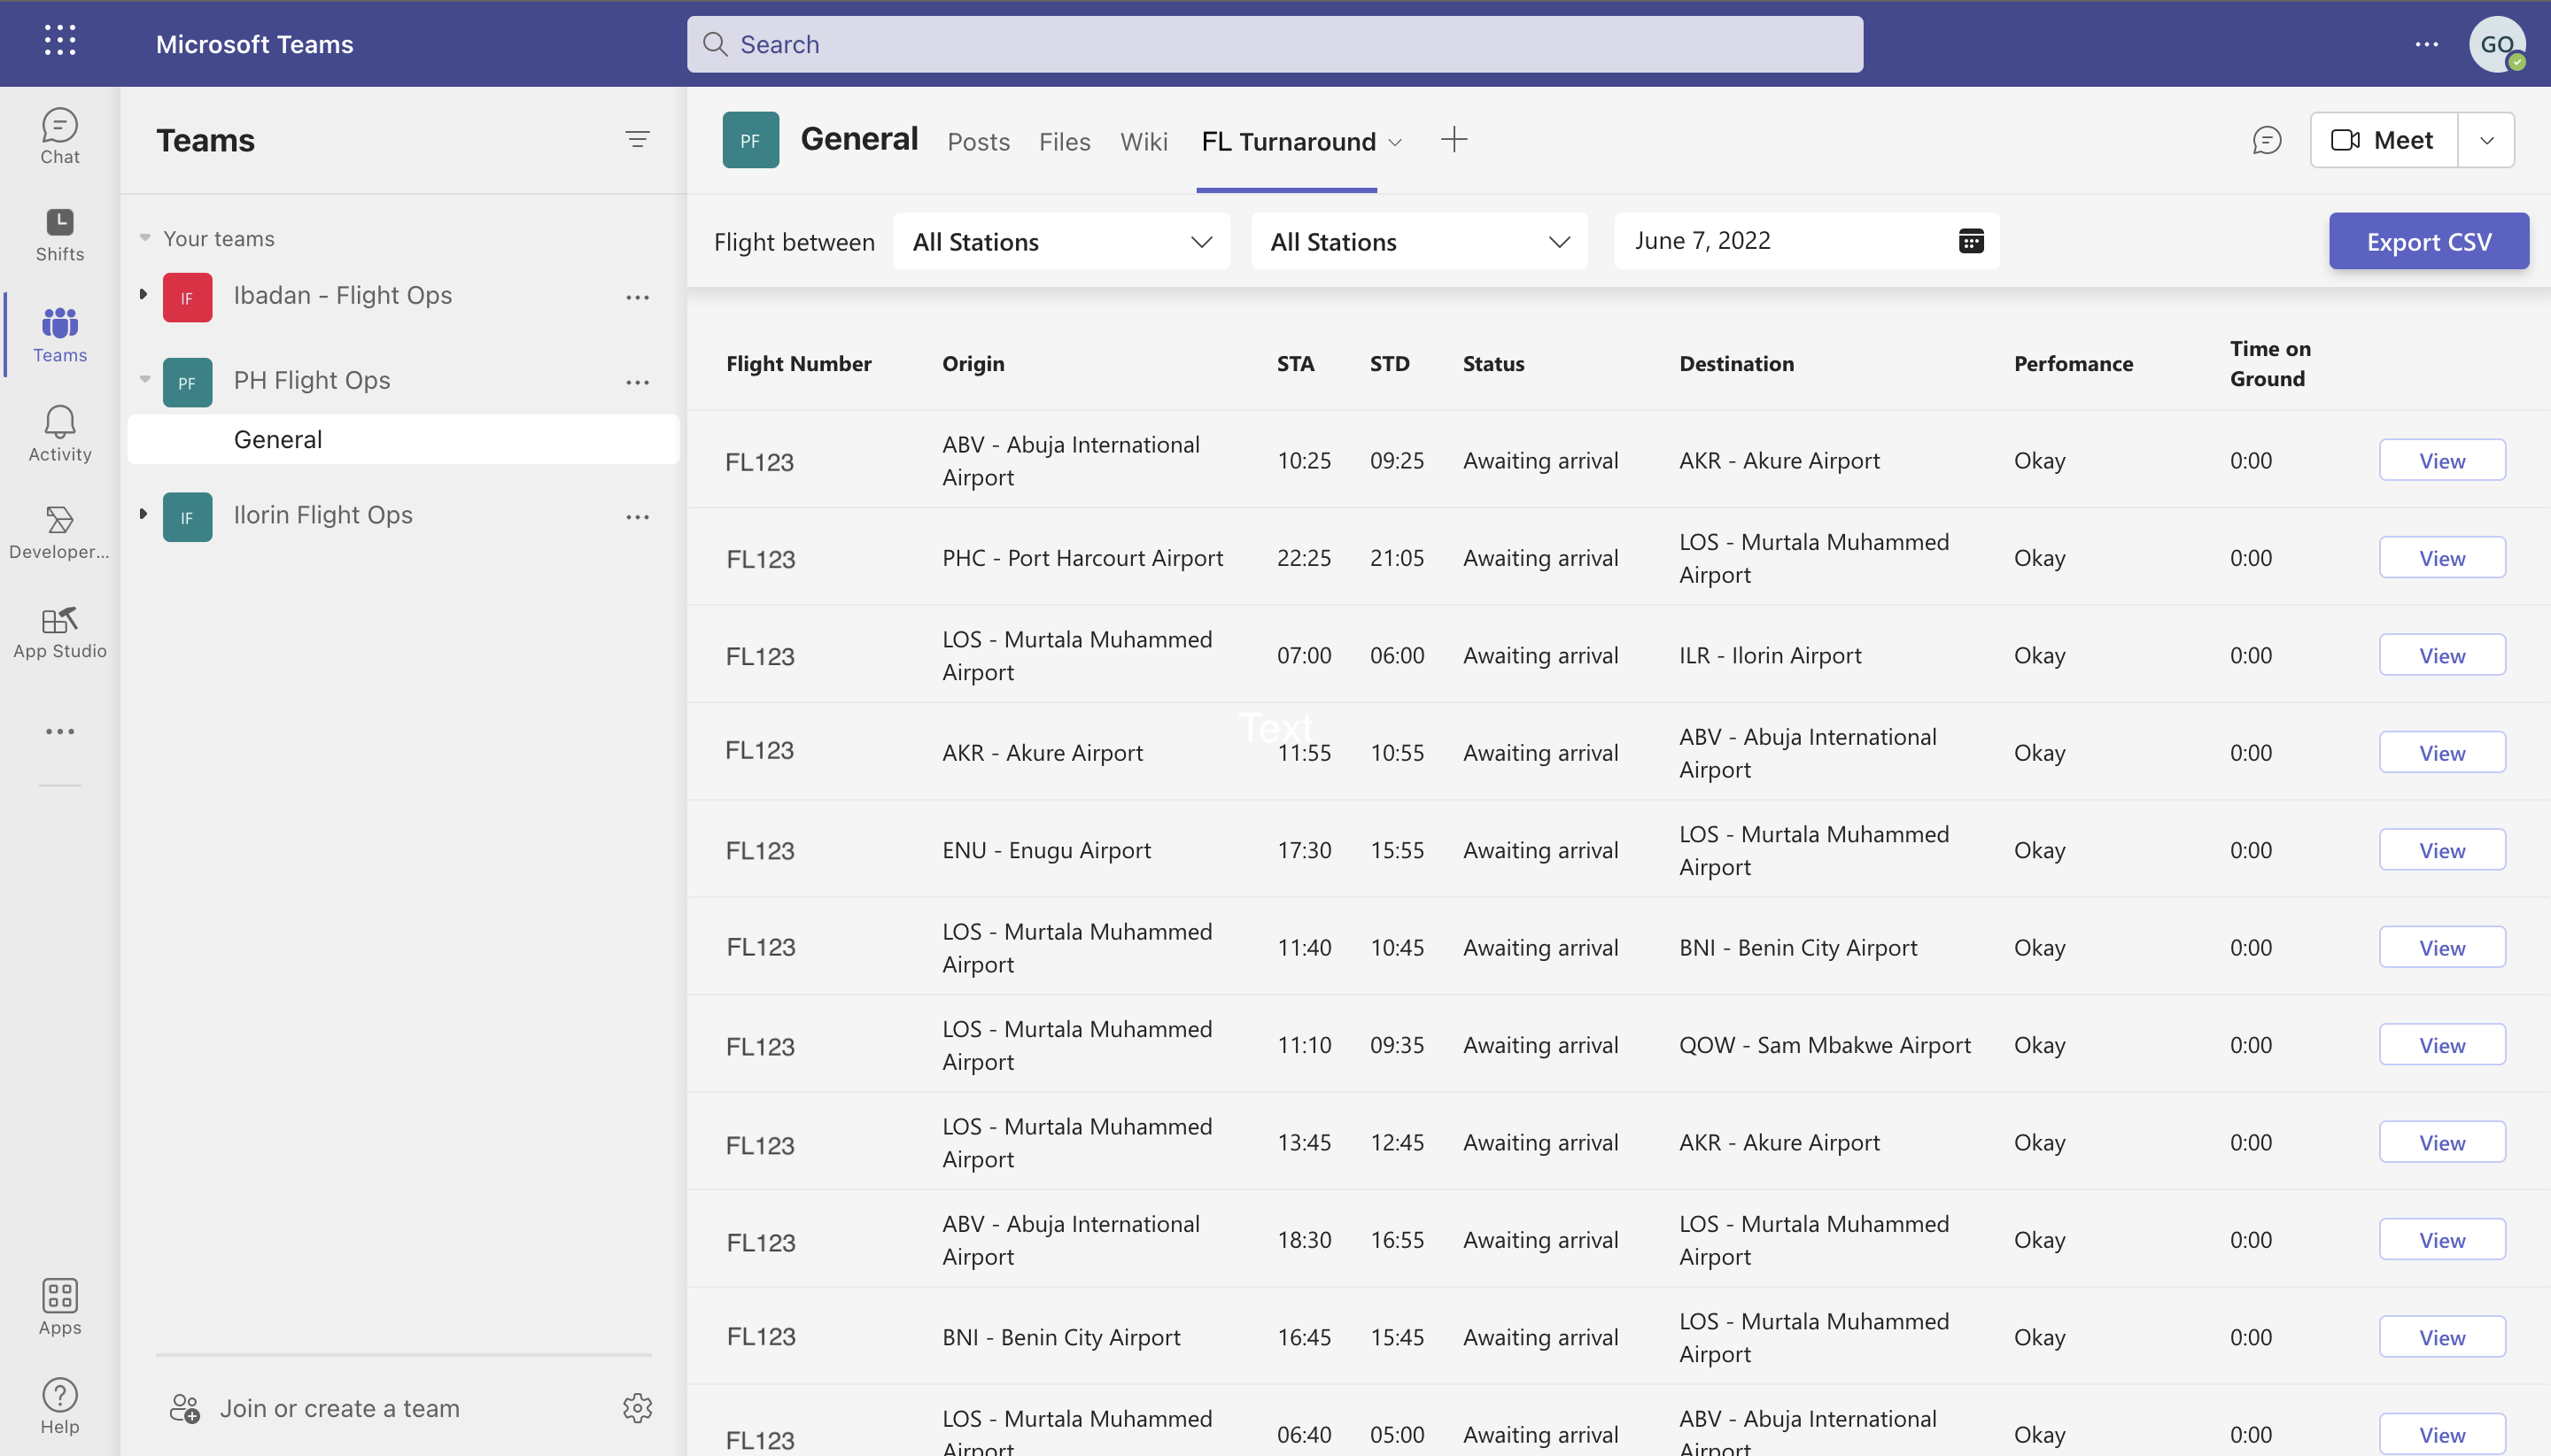 Microsoft Teams
Search
GO
Chat
Shifts
Teams
Activity
Developer...
App Studio
Apps
Help
Teams
Your teams
IF Ibadan - Flight Ops
PF PH Flight Ops
General
IF Ilorin Flight Ops
Join or create a team
PF General Posts Files Wiki FL Turnaround
Meet
Flight between All Stations All Stations June 7, 2022 Export CSV
Flight Number Origin STA STD Status Destination Perfomance Time on
Ground
FL123 ABV - Abuja International
Airport 10:25 09:25 Awaiting arrival AKR - Akure Airport Okay 0:00 View
FL123 PHC - Port Harcourt Airport 22:25 21:05 Awaiting arrival LOS - Murtala Muhammed
Airport Okay 0:00 View
FL123 LOS - Murtala Muhammed
Airport 07:00 06:00 Awaiting arrival ILR - Ilorin Airport Okay 0:00 View
Text
FL123 AKR - Akure Airport 11:55 10:55 Awaiting arrival ABV - Abuja International
Airport Okay 0:00 View
FL123 ENU - Enugu Airport 17:30 15:55 Awaiting arrival LOS - Murtala Muhammed
Airport Okay 0:00 View
FL123 LOS - Murtala Muhammed
Airport 11:40 10:45 Awaiting arrival BNI - Benin City Airport Okay 0:00 View
FL123 LOS - Murtala Muhammed
Airport 11:10 09:35 Awaiting arrival QOW - Sam Mbakwe Airport Okay 0:00 View
FL123 LOS - Murtala Muhammed
Airport 13:45 12:45 Awaiting arrival AKR - Akure Airport Okay 0:00 View
FL123 ABV - Abuja International
Airport 18:30 16:55 Awaiting arrival LOS - Murtala Muhammed
Airport Okay 0:00 View
FL123 BNI - Benin City Airport 16:45 15:45 Awaiting arrival LOS - Murtala Muhammed
Airport Okay 0:00 View
FL123 LOS - Murtala Muhammed
Airport 06:40 05:00 Awaiting arrival ABV - Abuja International
Airport Okay 0:00 View